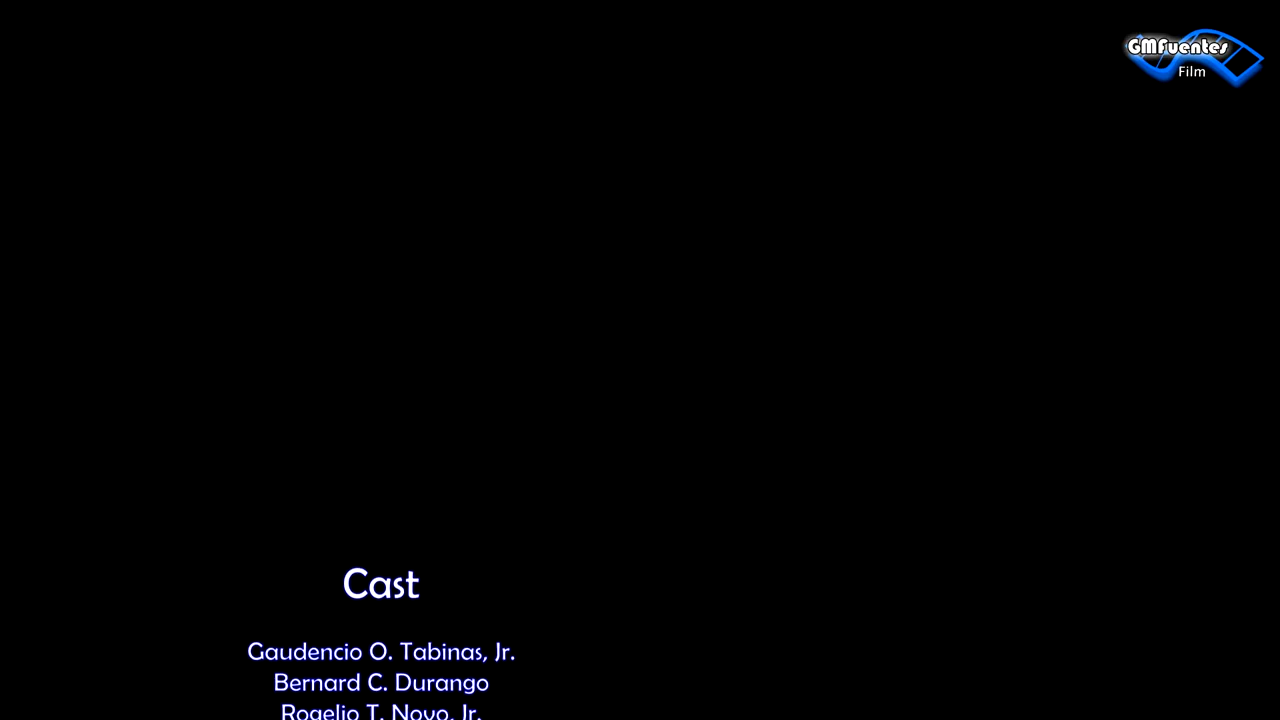 GMFuentes
Film
Cast
Gaudencio O. Tabinas, Jr.
Bernard C. Durango
Rogelio T. Novo, Jr.